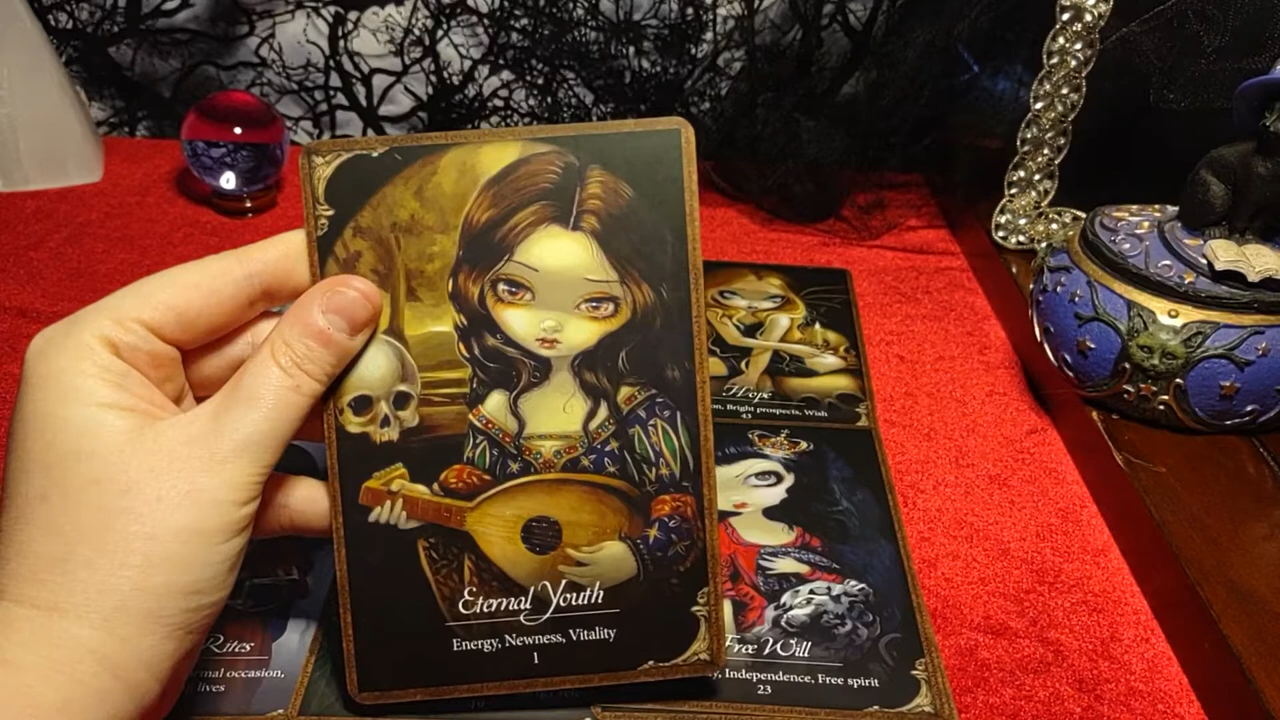 Eternal Youth
Energy, Newness, Vitality
1
Hope
Bright prospects, Wish
43
Free Will
Independence, Free spirit
23
Rites
occasion,
lives